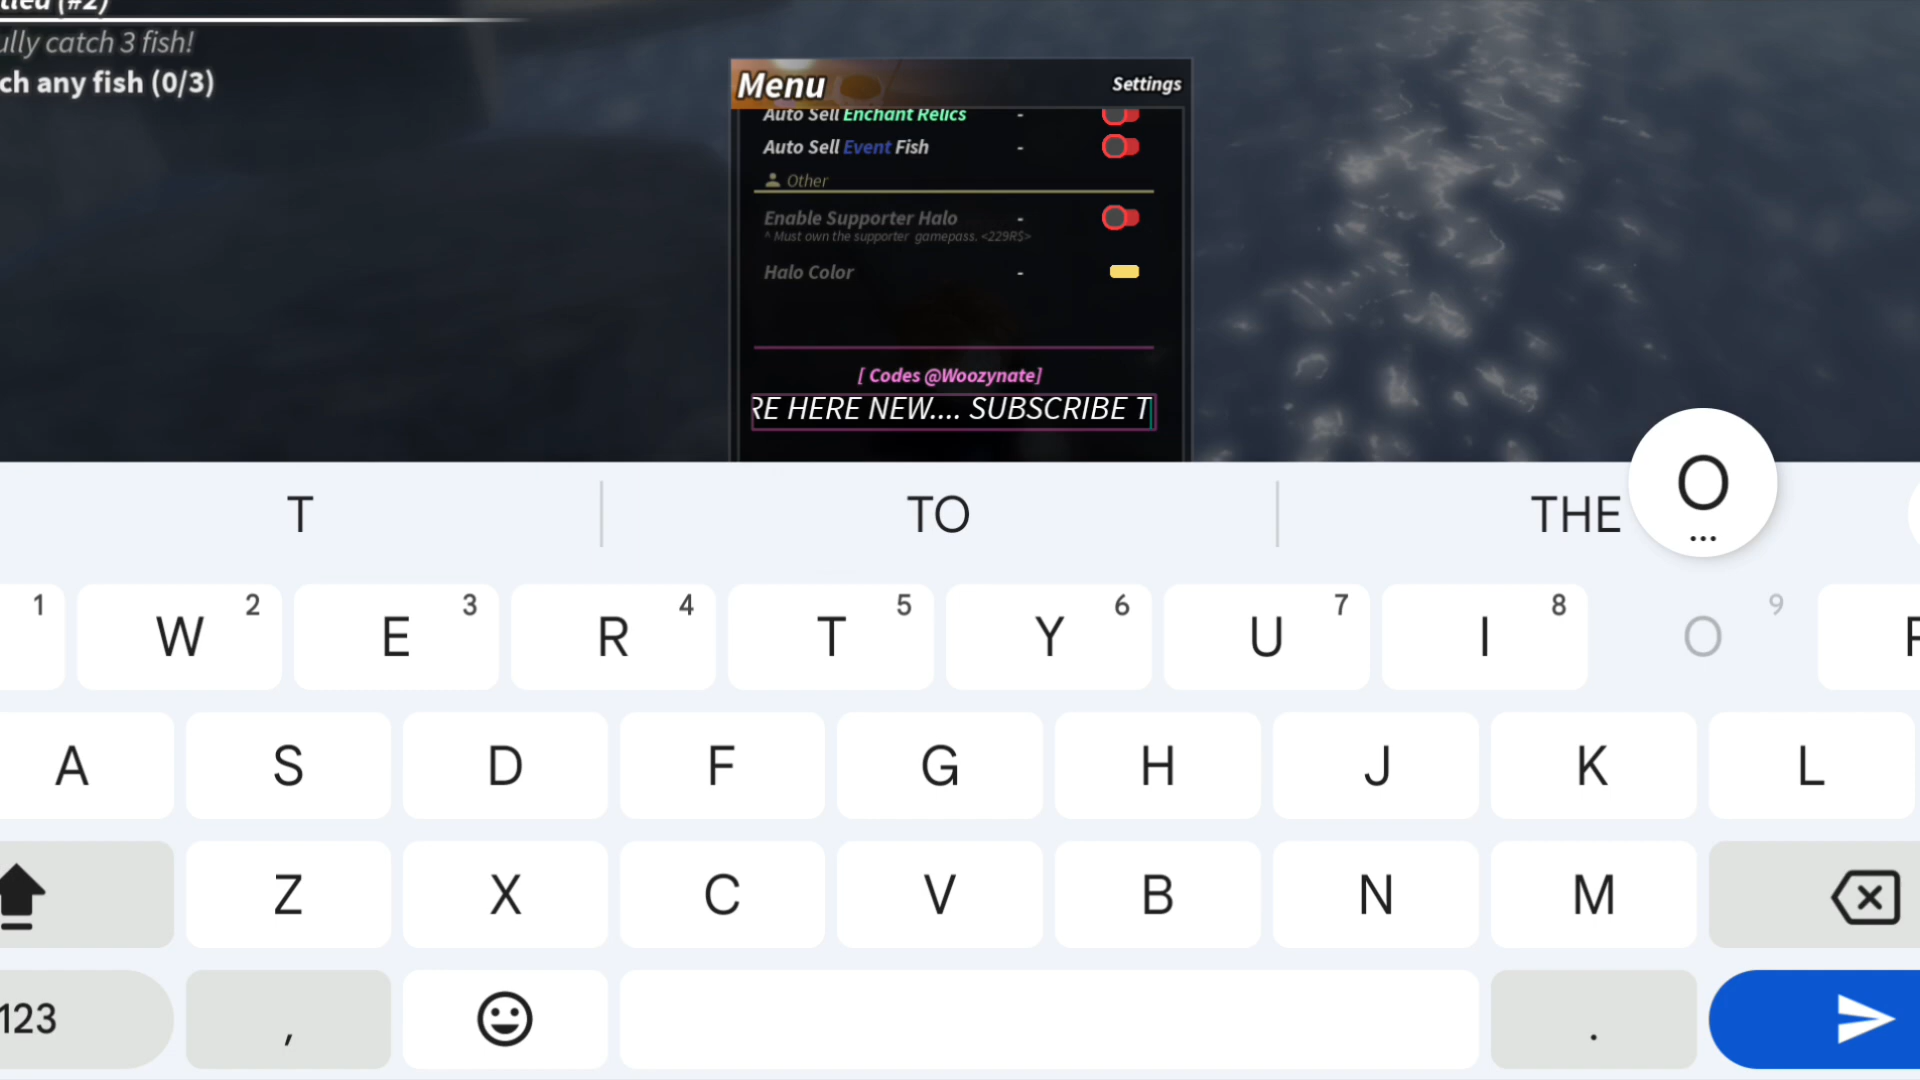 (#2)
catch 3 fish!
any fish (0/3)
Menu
Settings
Auto Sell Enchant Relics -
Auto Sell Event Fish -
Other
Enable Supporter Halo -
^ Must own the supporter gamepass. <229R$>
Halo Color -
[ Codes @Woozynate]
RE HERE NEW.... SUBSCRIBE T
T TO THE O
...
1 W 2 E 3 R 4 T 5 Y 6 U 7 I 8 O 9
A S D F G H J K L
Z X C V B N M
123 , .